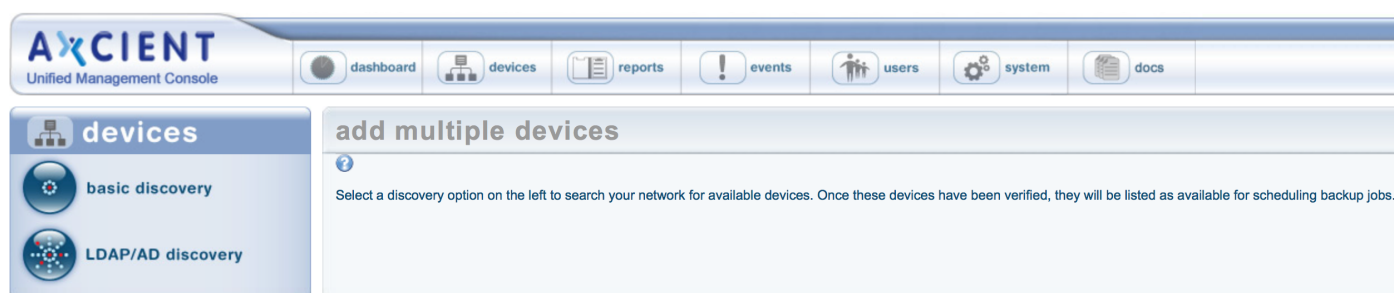 AXCIENT
Unified Management Console
dashboard
devices
reports
events
users
system
docs
devices
basic discovery
LDAP/AD discovery
add multiple devices
?
Select a discovery option on the left to search your network for available devices. Once these devices have been verified, they will be listed as available for scheduling backup jobs.